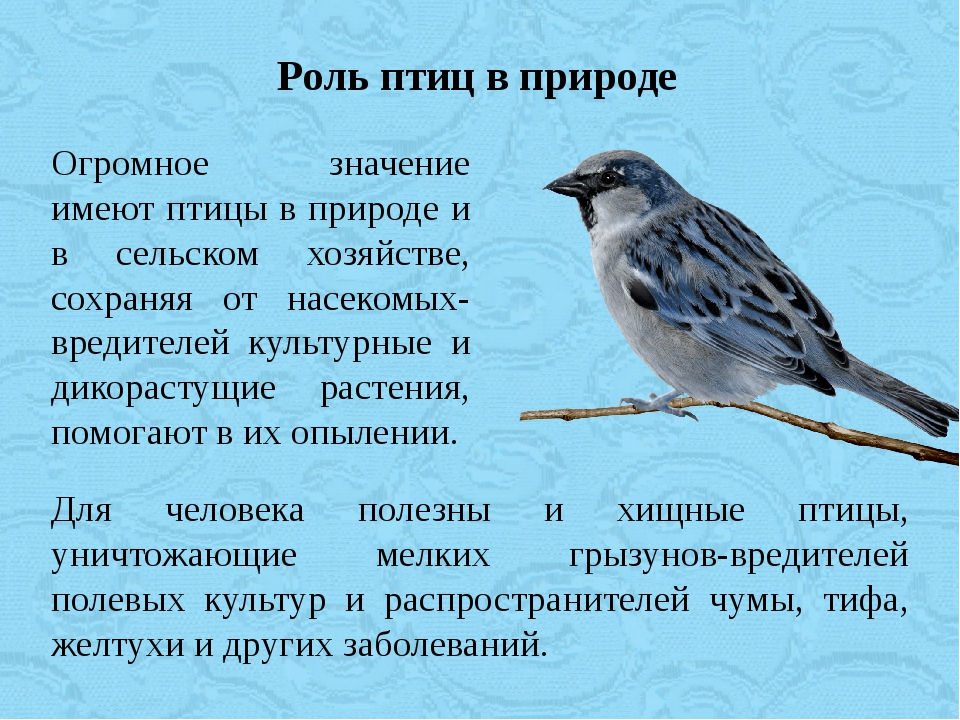 Роль птиц в природе
Огромное значение
имеют птицы в природе и
в сельском хозяйстве,
сохраняя от насекомых-
вредителей культурные и
дикорастущие растения,
помогают в их опылении.
Для человека полезны и хищные птицы,
уничтожающие мелких грызунов-вредителей
полевых культур и распространителей чумы, тифа,
желтухи и других заболеваний.